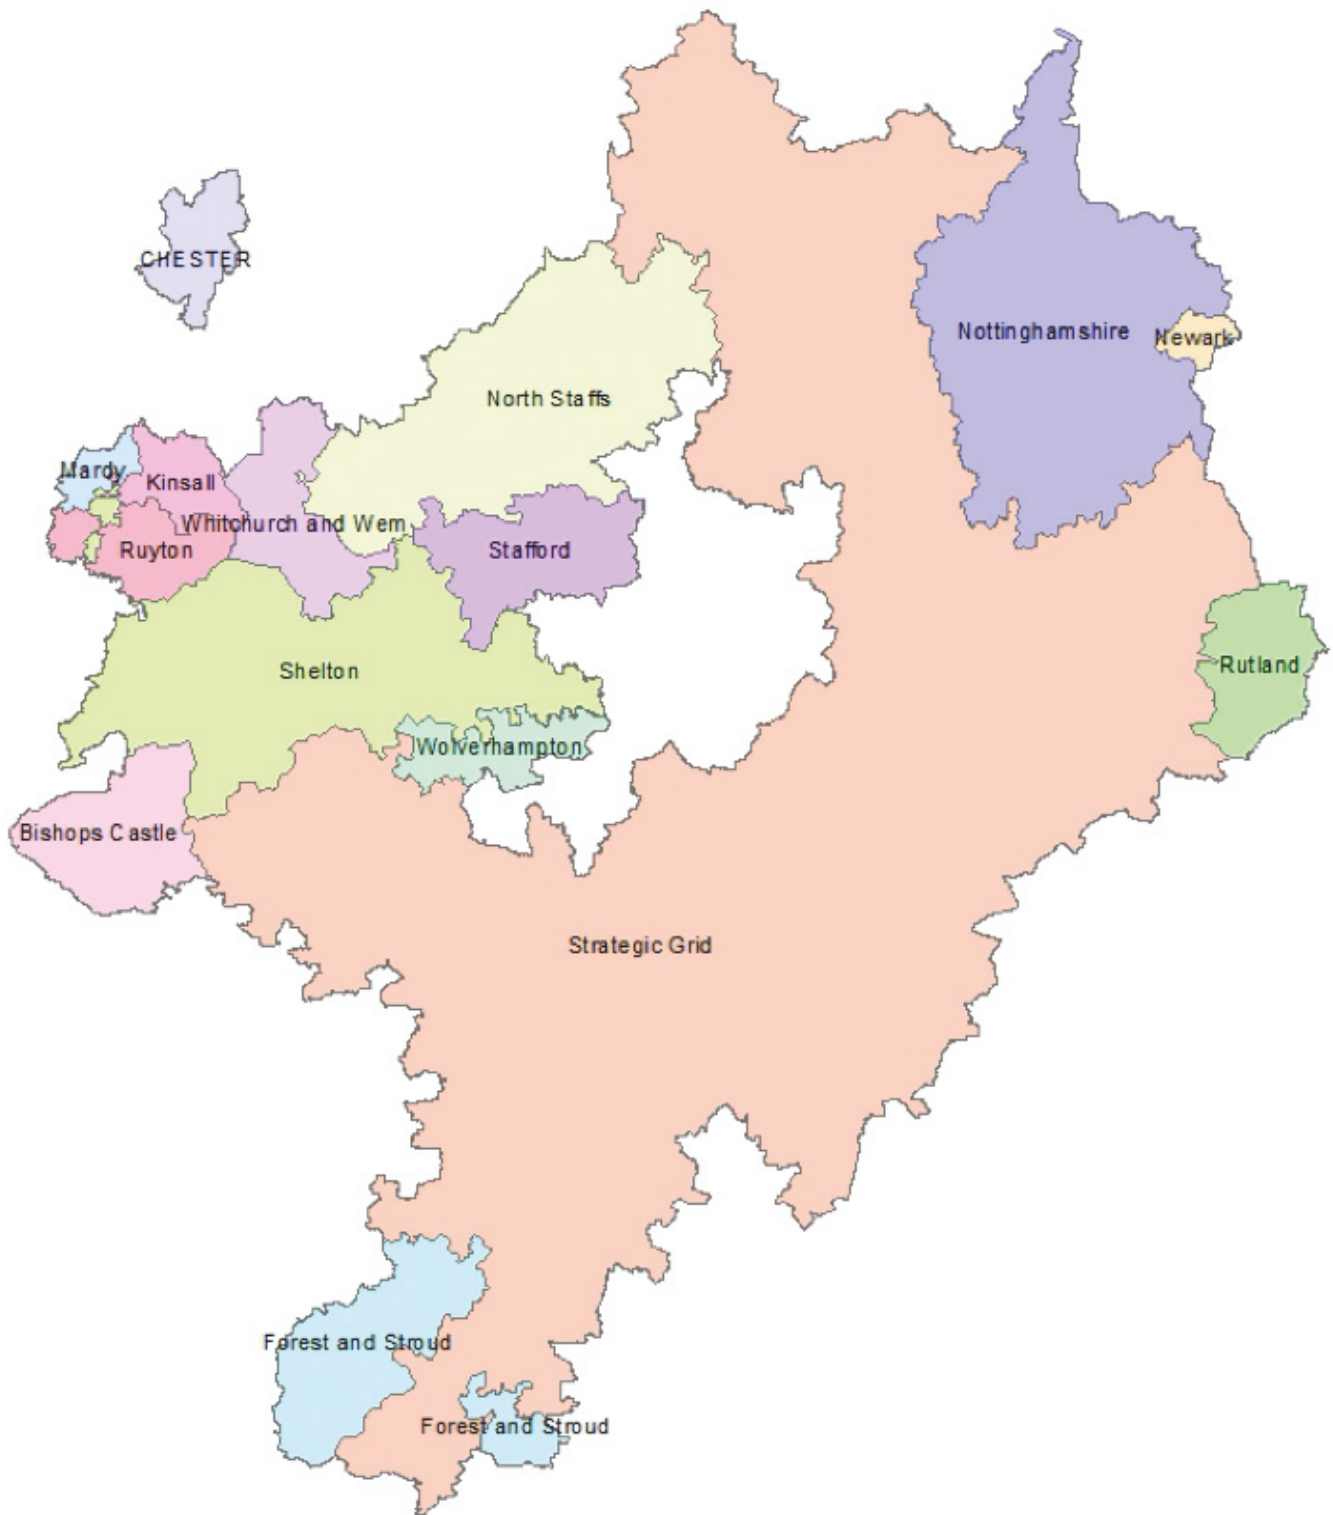 CHESTER
Nottinghamshire
Newark
North Staffs
Mardy
Kinsall
Whitchurch and Wem
Ruyton
Stafford
Shelton
Rutland
Wolverhampton
Bishops Castle
Strategic Grid
Forest and Stroud
Forest and Stroud